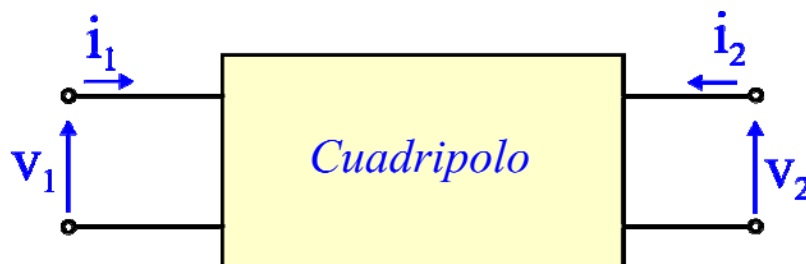 i₁
i₂
v₁
Cuadripolo
v₂